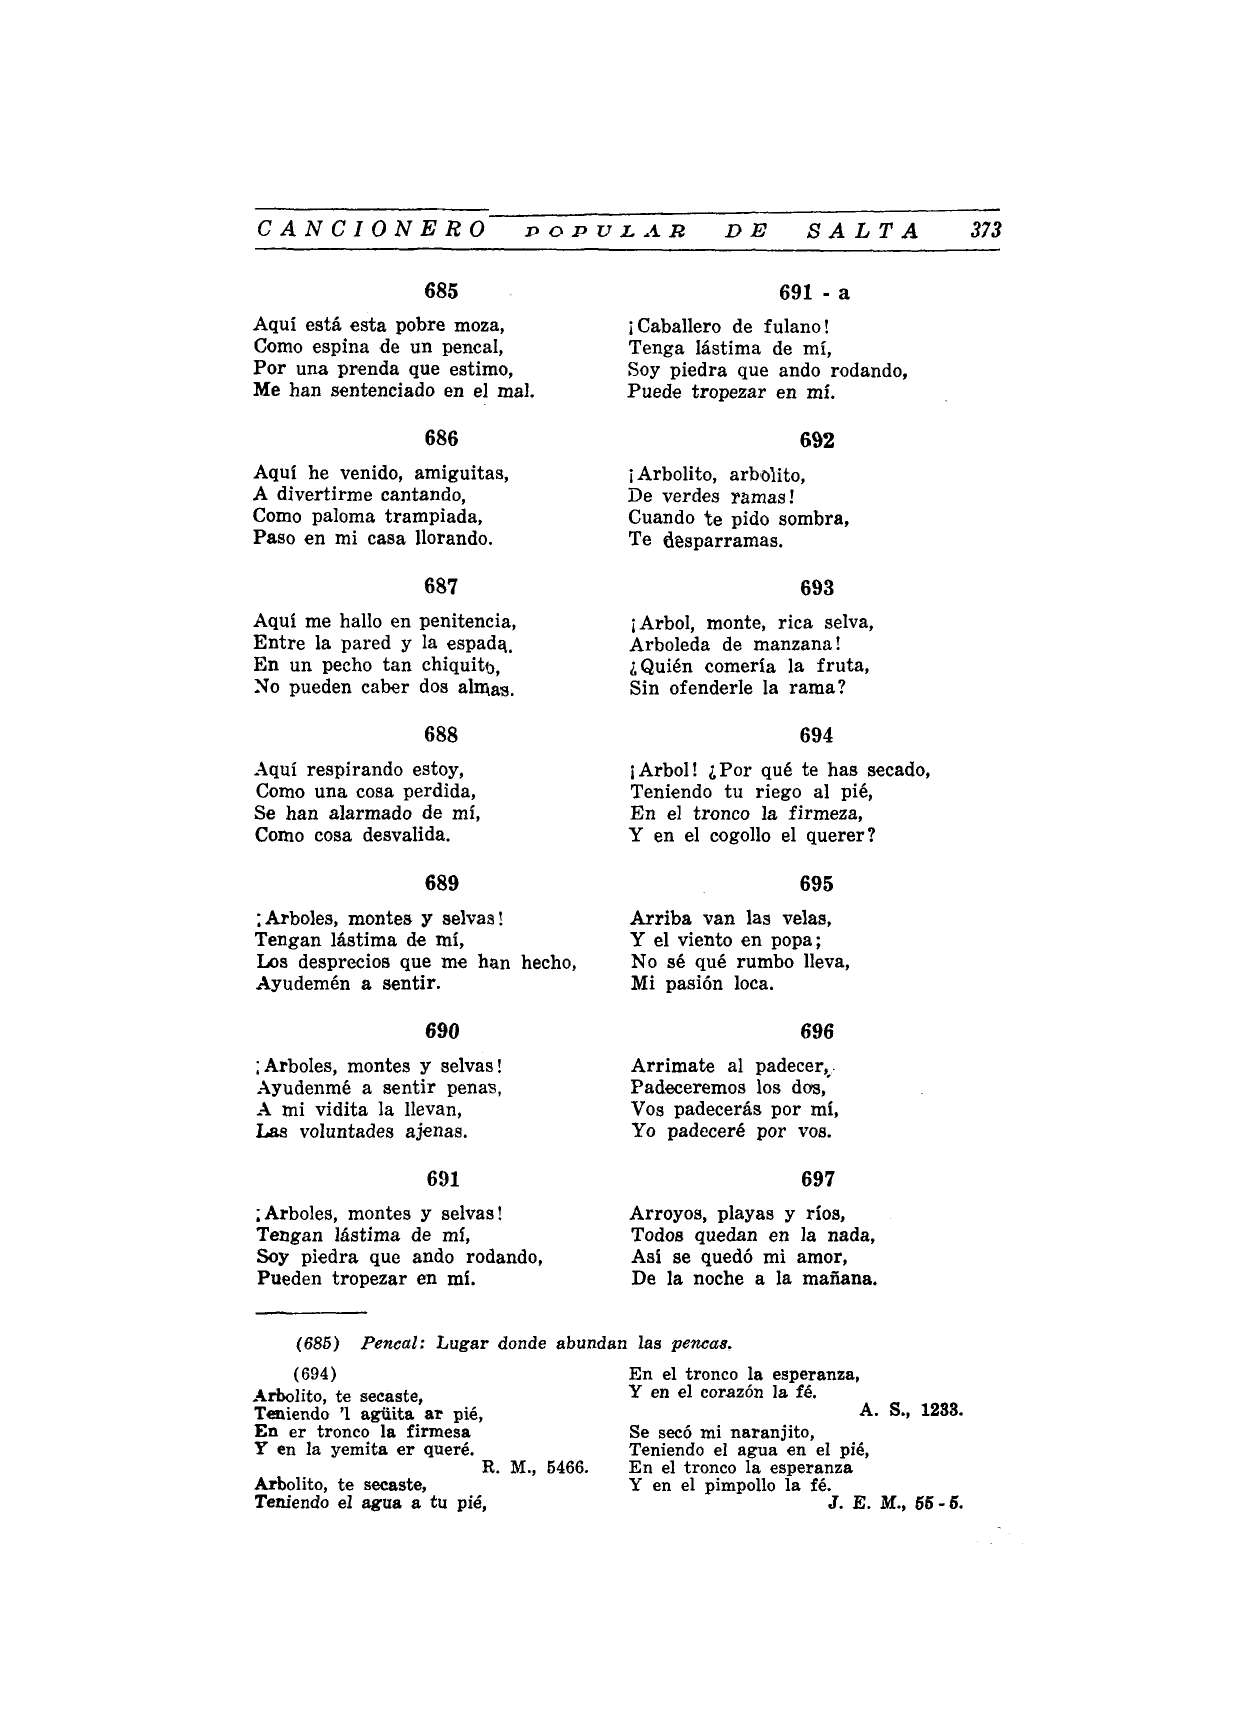 CANCIONERO POPULAR DE SALTA 373
685
Aquí está esta pobre moza,
Como espina de un pencal,
Por una prenda que estimo,
Me han sentenciado en el mal.
686
Aquí he venido, amiguitas,
A divertirme cantando,
Como paloma trampiada,
Paso en mi casa llorando.
687
Aquí me hallo en penitencia,
Entre la pared y la espada.
En un pecho tan chiquito,
No pueden caber dos almas.
688
Aquí respirando estoy,
Como una cosa perdida,
Se han alarmado de mí,
Como cosa desvalida.
689
¡Arboles, montes y selvas!
Tengan lástima de mí,
Los desprecios que me han hecho,
Ayudemén a sentir.
690
¡Arboles, montes y selvas!
Ayudenmé a sentir penas,
A mi vidita la llevan,
Las voluntades ajenas.
691
¡Arboles, montes y selvas!
Tengan lástima de mí,
Soy piedra que ando rodando,
Pueden tropezar en mí.
691 - a
¡Caballero de fulano!
Tenga lástima de mí,
Soy piedra que ando rodando,
Puede tropezar en mí.
692
¡Arbolito, arbolito,
De verdes ramas!
Cuando te pido sombra,
Te desparramas.
693
¡Arbol, monte, rica selva,
Arboleda de manzana!
¿Quién comería la fruta,
Sin ofenderle la rama?
694
¡Arbol! ¿Por qué te has secado,
Teniendo tu riego al pié,
En el tronco la firmeza,
Y en el cogollo el querer?
695
Arriba van las velas,
Y el viento en popa;
No sé qué rumbo lleva,
Mi pasión loca.
696
Arrimate al padecer,
Padeceremos los dos,
Vos padecerás por mí,
Yo padeceré por vos.
697
Arroyos, playas y ríos,
Todos quedan en la nada,
Así se quedó mi amor,
De la noche a la mañana.
(685) Pencal: Lugar donde abundan las pencas.
(694)
Arbolito, te secaste,
Teniendo 'l agüita ar pié,
En er tronco la firmesa
Y en la yemita er queré.
R. M., 5466.
Arbolito, te secaste,
Teniendo el agua a tu pié,
En el tronco la esperanza,
Y en el corazón la fé.
A. S., 1233.
Se secó mi naranjito,
Teniendo el agua en el pié,
En el tronco la esperanza
Y en el pimpollo la fé.
J. E. M., 55 - 5.